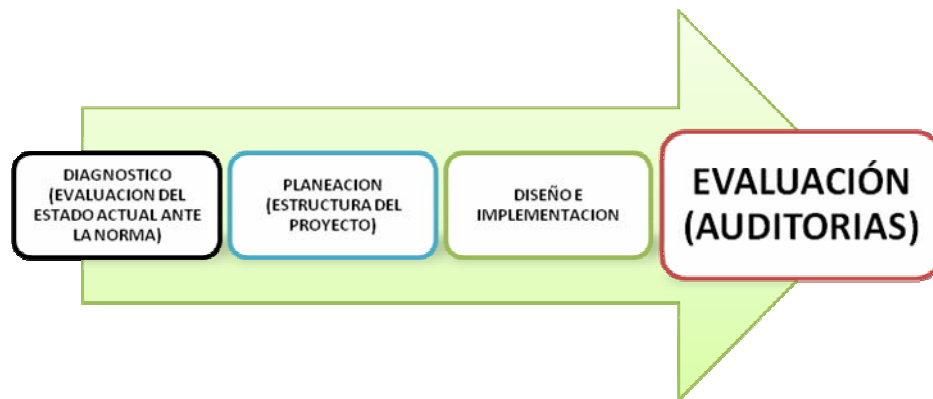 DIAGNOSTICO
(EVALUACION DEL
ESTADO ACTUAL ANTE
LA NORMA)
PLANEACION
(ESTRUCTURA DEL
PROYECTO)
DISEÑO E
IMPLEMENTACION
EVALUACIÓN
(AUDITORIAS)